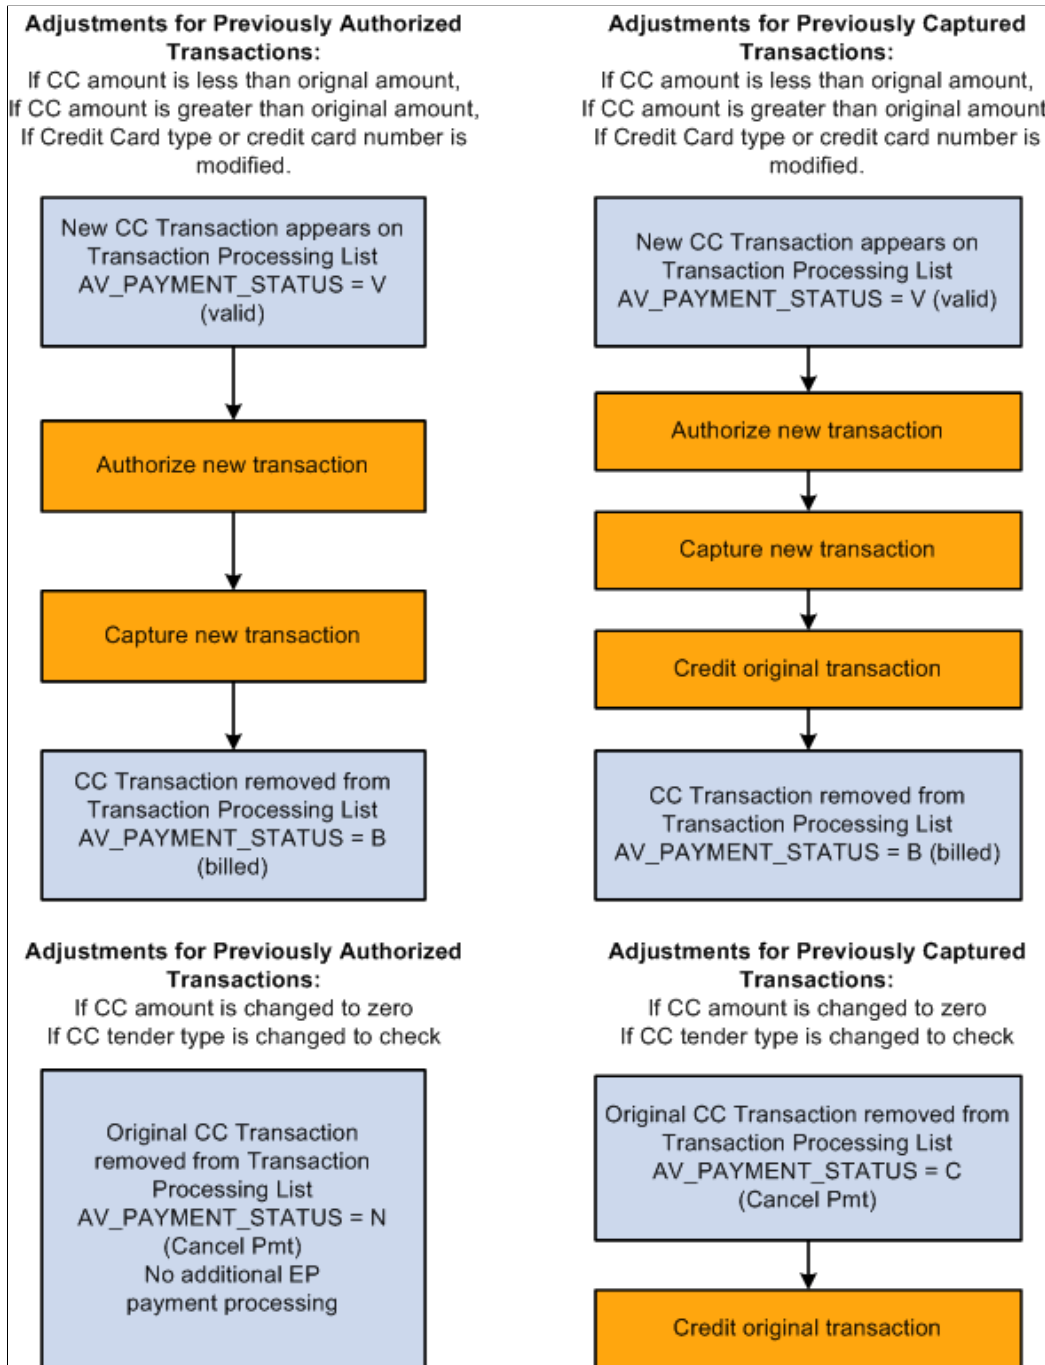 Adjustments for Previously Authorized
Transactions:
If CC amount is less than orignal amount,
If CC amount is greater than original amount,
If Credit Card type or credit card number is
modified.
New CC Transaction appears on
Transaction Processing List
AV_PAYMENT_STATUS = V
(valid)
Authorize new transaction
Capture new transaction
CC Transaction removed from
Transaction Processing List
AV_PAYMENT_STATUS = B
(billed)
Adjustments for Previously Captured
Transactions:
If CC amount is less than orignal amount,
If CC amount is greater than original amount
If Credit Card type or credit card number is
modified.
New CC Transaction appears on
Transaction Processing List
AV_PAYMENT_STATUS = V (valid)
Authorize new transaction
Capture new transaction
Credit original transaction
CC Transaction removed from
Transaction Processing List
AV_PAYMENT_STATUS = B (billed)
Adjustments for Previously Authorized
Transactions:
If CC amount is changed to zero
If CC tender type is changed to check
Original CC Transaction
removed from Transaction
Processing List
AV_PAYMENT_STATUS = N
(Cancel Pmt)
No additional EP
payment processing
Adjustments for Previously Captured
Transactions:
If CC amount is changed to zero
If CC tender type is changed to check
Original CC Transaction removed from
Transaction Processing List
AV_PAYMENT_STATUS = C
(Cancel Pmt)
Credit original transaction